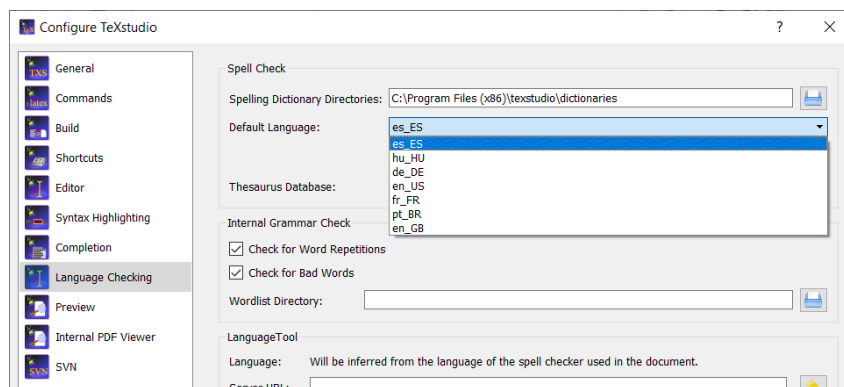 Configure TeXstudio
General
Commands
Build
Shortcuts
Editor
Syntax Highlighting
Completion
Language Checking
Preview
Internal PDF Viewer
SVN
Spell Check
Spelling Dictionary Directories: C:\Program Files (x86)\texstudio\dictionaries
Default Language: es_ES
es_ES
hu_HU
de_DE
en_US
fr_FR
pt_BR
en_GB
Thesaurus Database:
Internal Grammar Check
Check for Word Repetitions
Check for Bad Words
Wordlist Directory:
LanguageTool
Language: Will be inferred from the language of the spell checker used in the document.
Server URL: